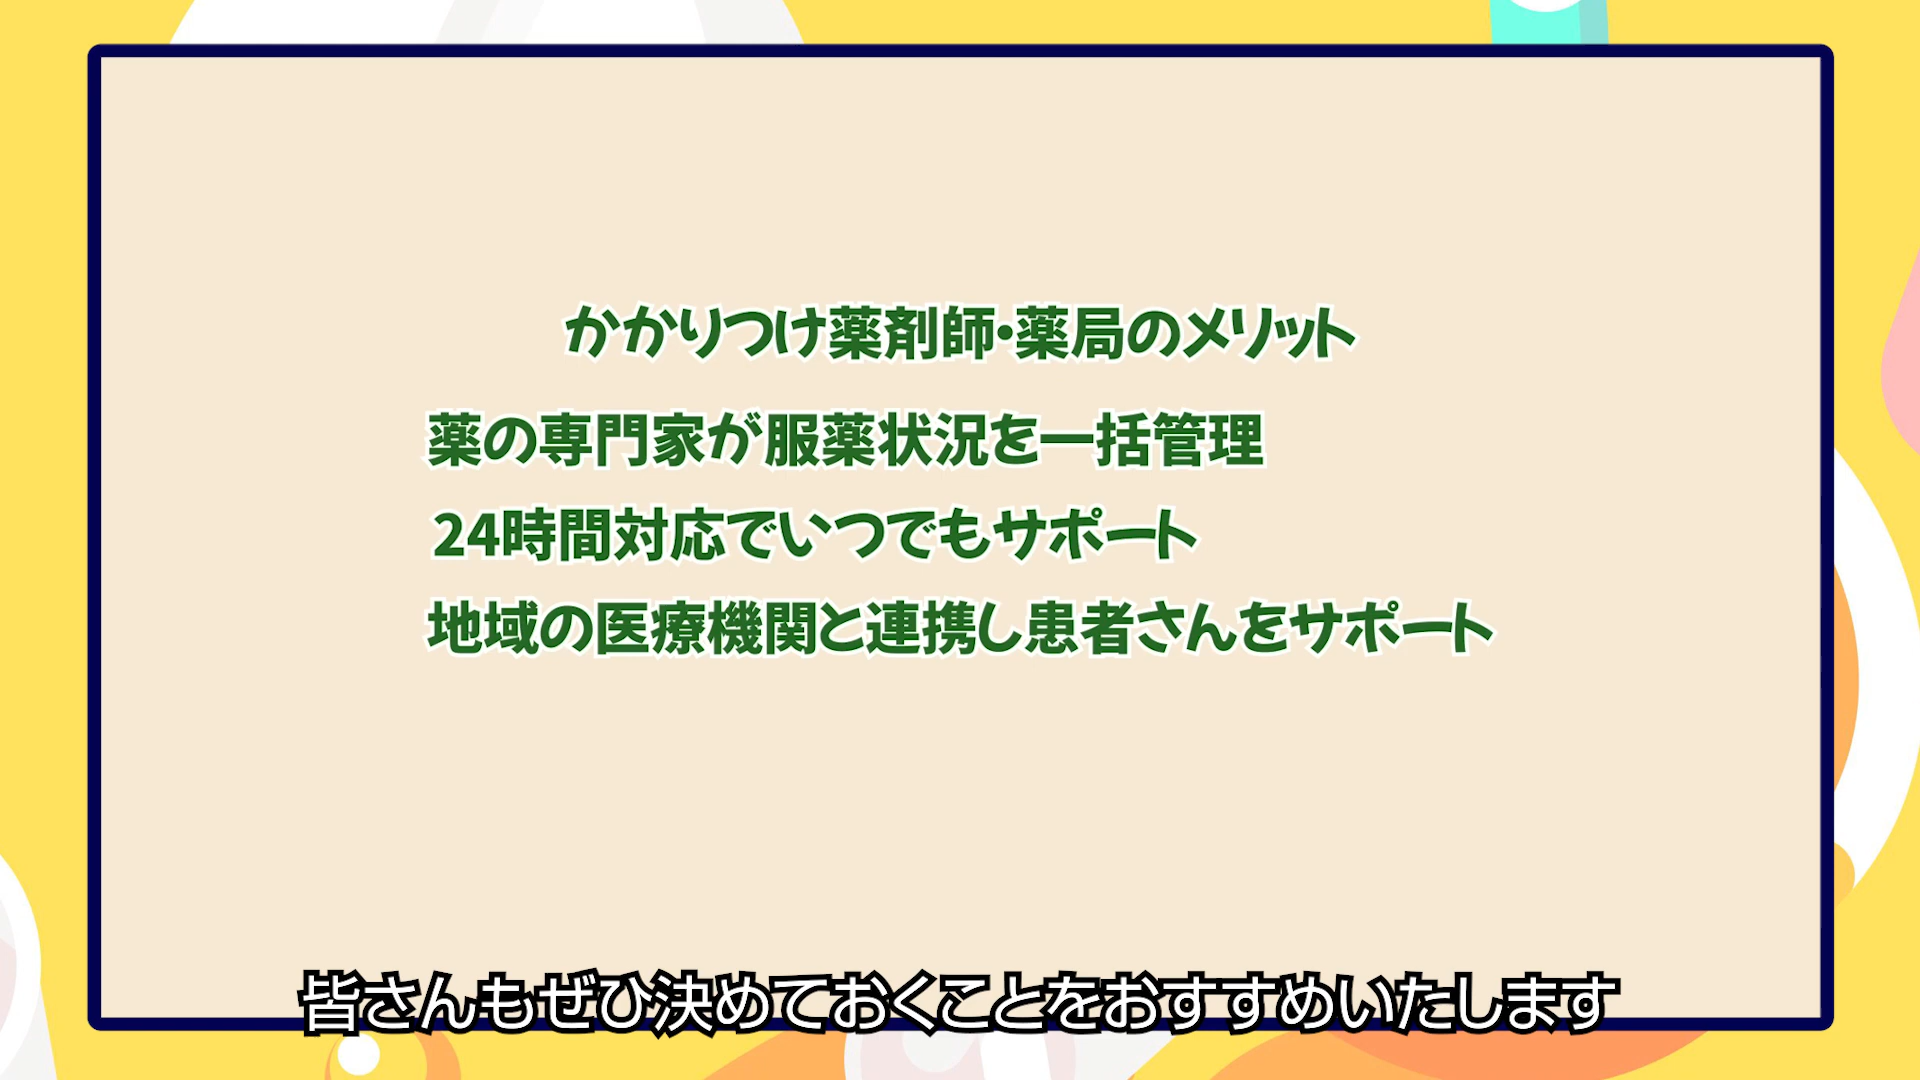 かかりつけ薬剤師・薬局のメリット
薬の専門家が服薬状況を一括管理
24時間対応でいつでもサポート
地域の医療機関と連携し患者さんをサポート
皆さんもぜひ決めておくことをおすすめいたします